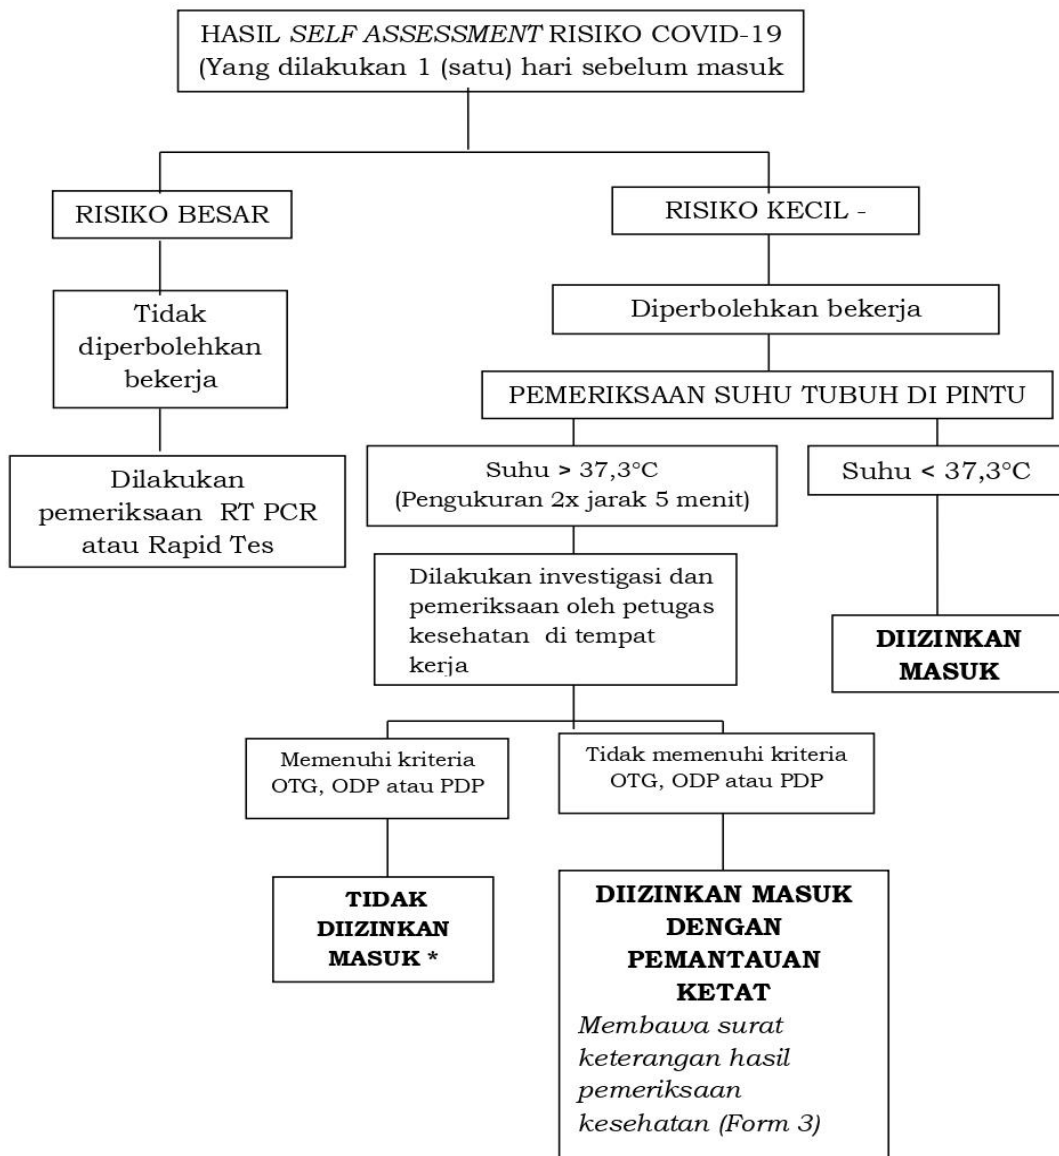 HASIL SELF ASSESSMENT RISIKO COVID-19
(Yang dilakukan 1 (satu) hari sebelum masuk
RISIKO BESAR
RISIKO KECIL -
Tidak
diperbolehkan
bekerja
Diperbolehkan bekerja
PEMERIKSAAN SUHU TUBUH DI PINTU
Dilakukan
pemeriksaan RT PCR
atau Rapid Tes
Suhu > 37,3°C
(Pengukuran 2x jarak 5 menit)
Suhu < 37,3°C
Dilakukan investigasi dan
pemeriksaan oleh petugas
kesehatan di tempat
kerja
DIIZINKAN
MASUK
Memenuhi kriteria
OTG, ODP atau PDP
Tidak memenuhi kriteria
OTG, ODP atau PDP
TIDAK
DIIZINKAN
MASUK *
DIIZINKAN MASUK
DENGAN
PEMANTAUAN
KETAT
Membawa surat
keterangan hasil
pemeriksaan
kesehatan (Form 3)